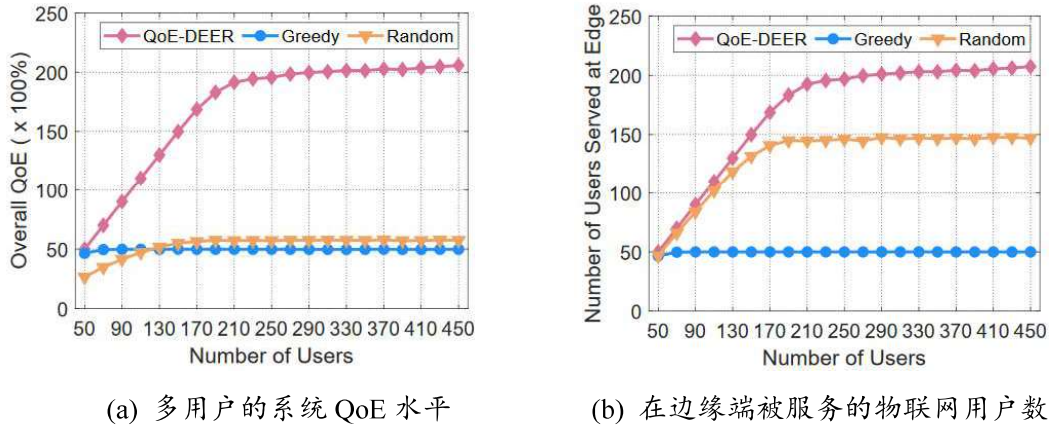 250
200
150
100
50
0
Overall QoE ( x 100%)
QoE-DEER Greedy Random
50 90 130 170 210 250 290 330 370 410 450
Number of Users
(a) 多用户的系统 QoE 水平
250
200
150
100
50
0
Number of Users Served at Edge
QoE-DEER Greedy Random
50 90 130 170 210 250 290 330 370 410 450
Number of Users
(b) 在边缘端被服务的物联网用户数